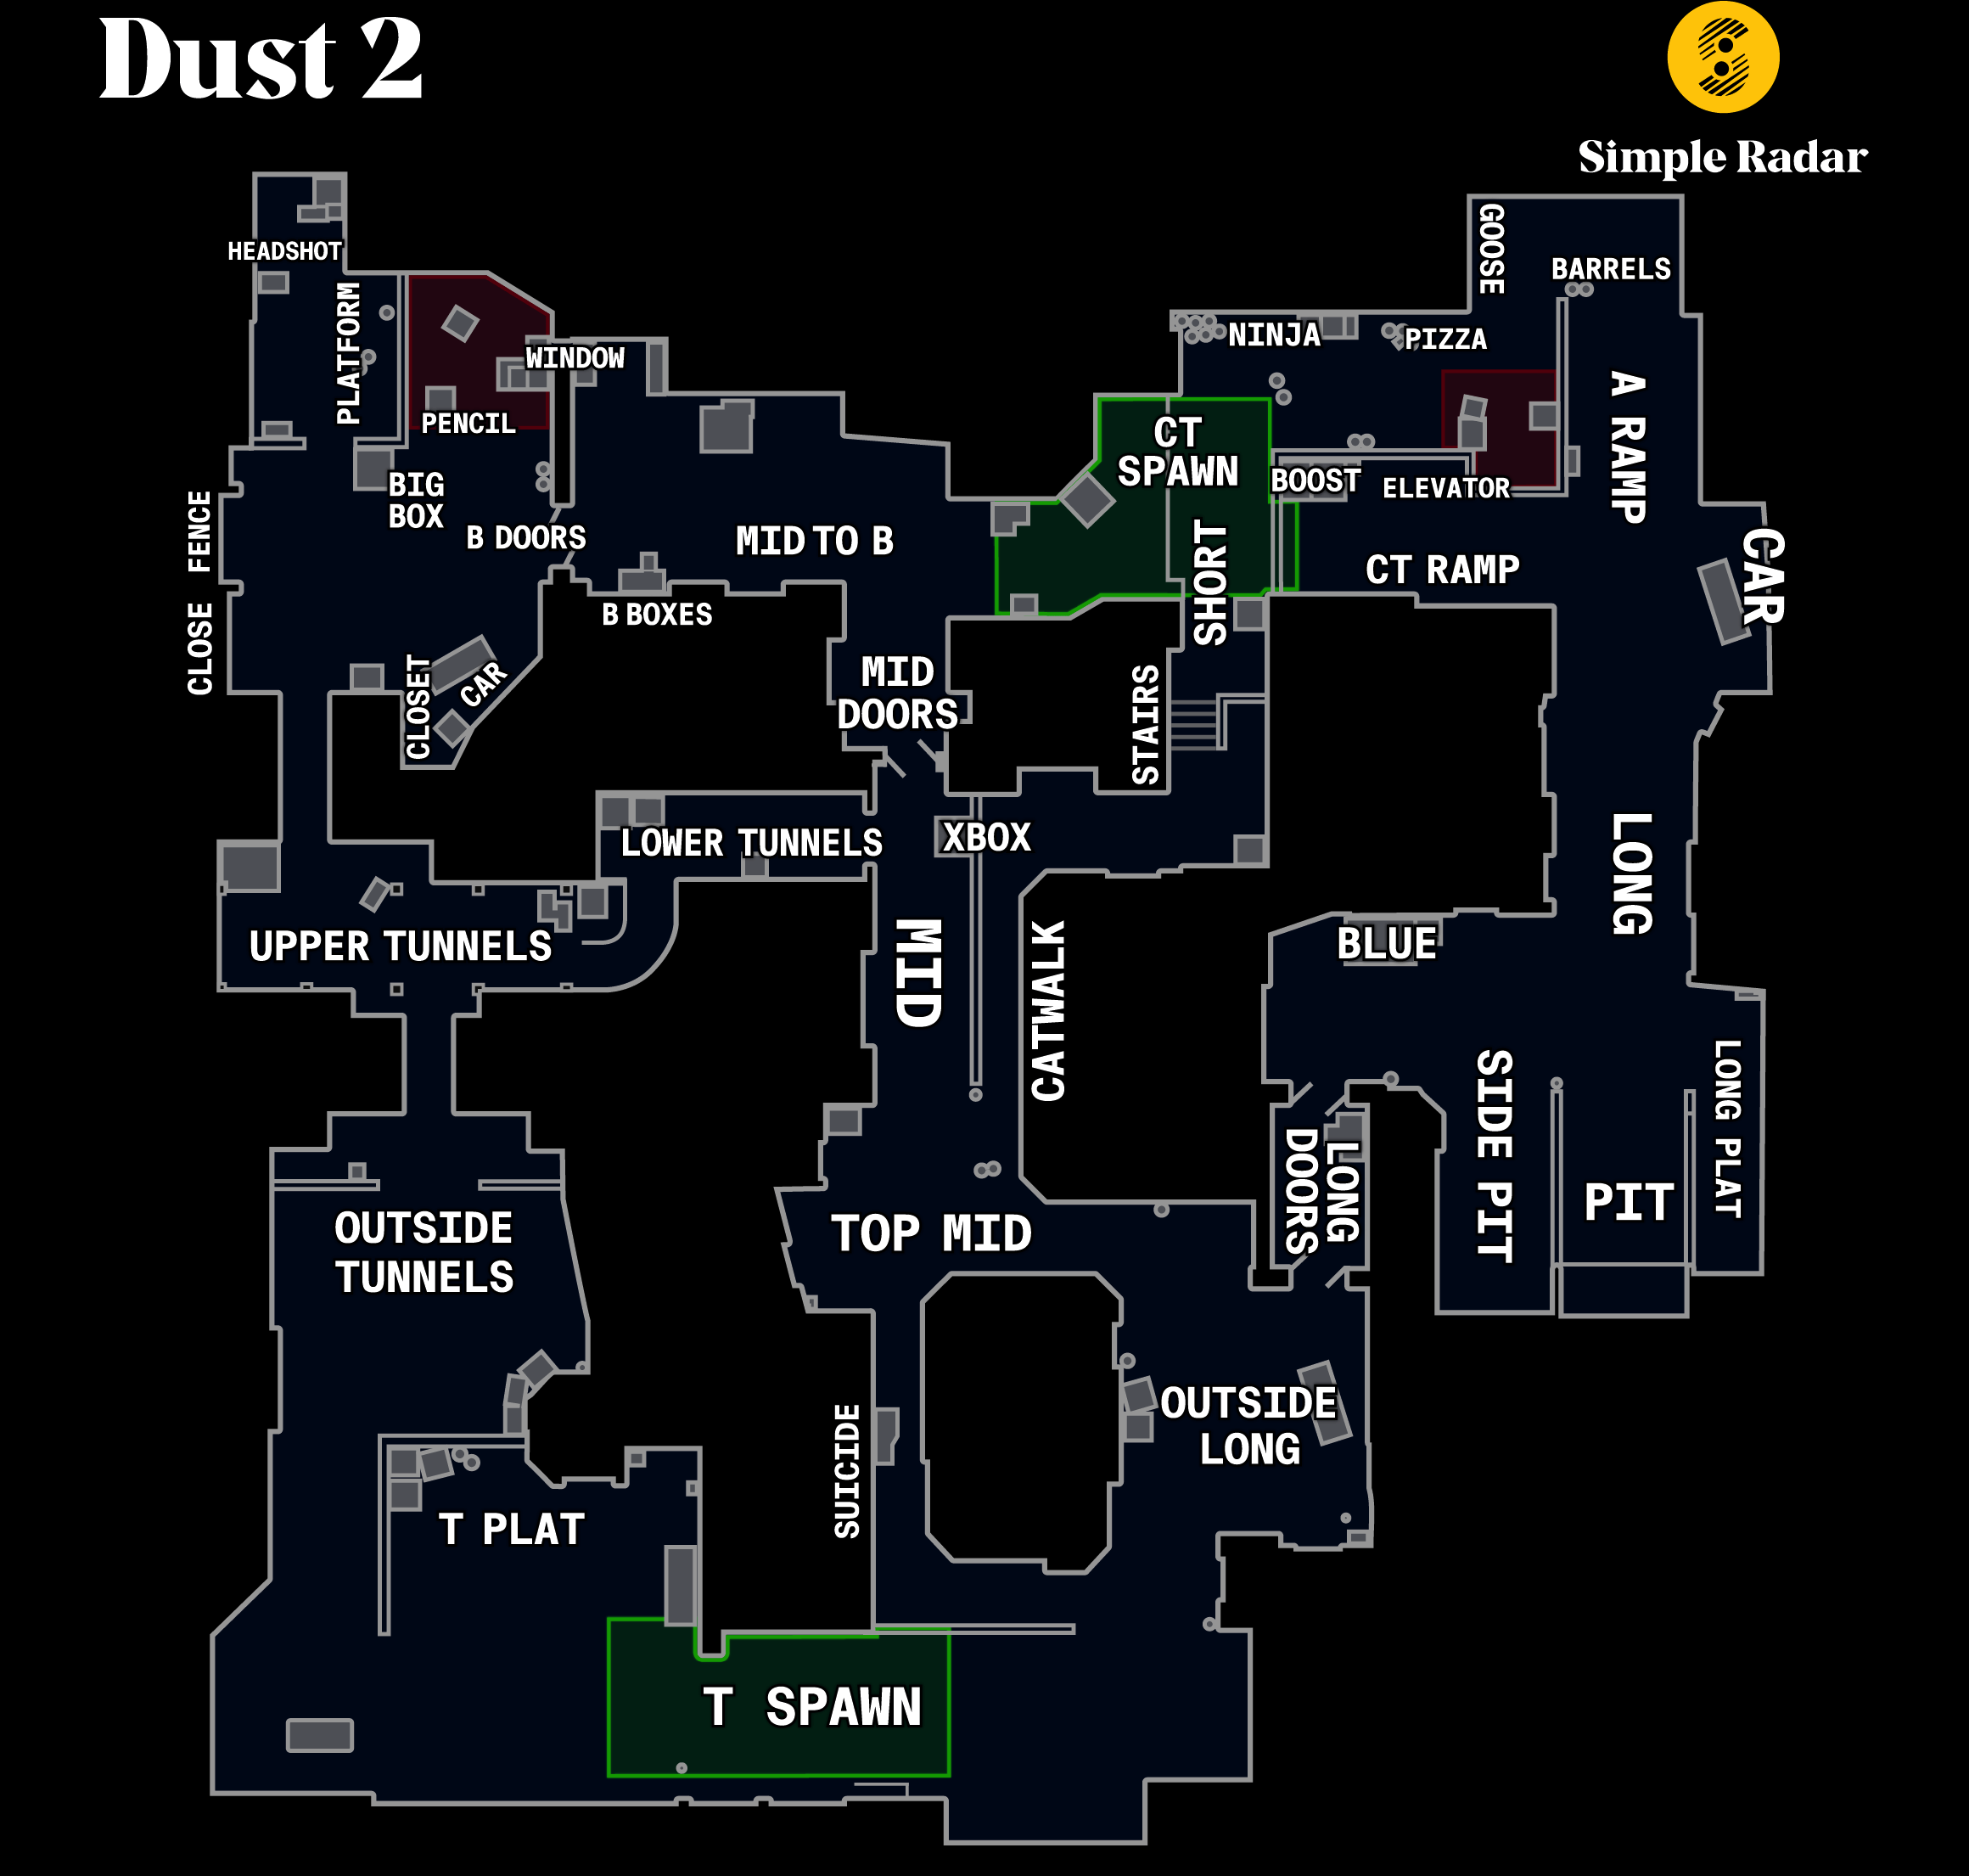 Dust 2
Simple Radar
HEADSHOT
GOOSE
BARRELS
PLATFORM
NINJA
PIZZA
WINDOW
PENCIL
A RAMP
CT
SPAWN
BOOST
ELEVATOR
BIG
BOX
FENCE
B DOORS
MID TO B
SHORT
CT RAMP
CAR
B BOXES
CLOSE
CLOSET
CAR
MID
DOORS
STAIRS
LOWER TUNNELS
XBOX
LONG
UPPER TUNNELS
MID
CATWALK
BLUE
SIDE PIT
LONG PLAT
LONG
DOORS
PIT
OUTSIDE
TUNNELS
TOP MID
SUICIDE
OUTSIDE
LONG
T PLAT
T SPAWN